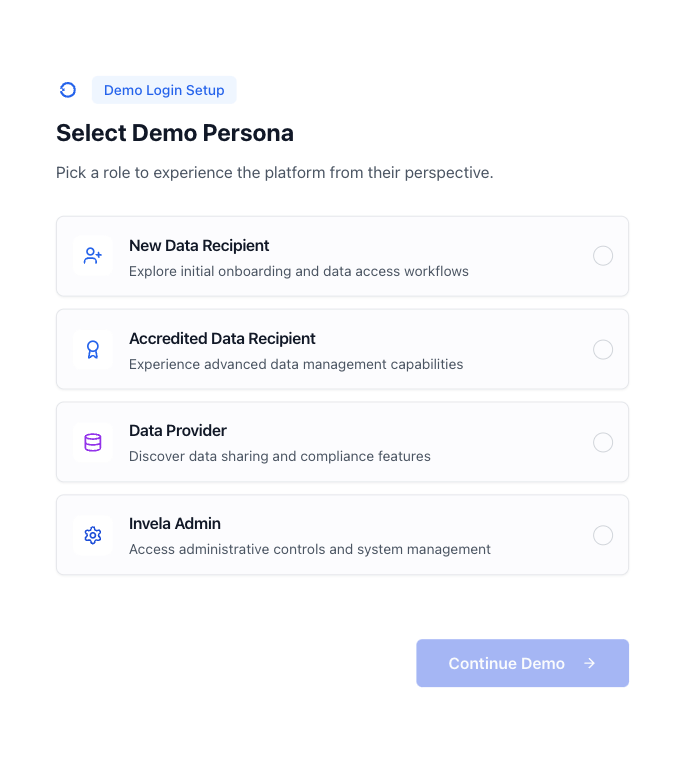 Demo Login Setup
Select Demo Persona
Pick a role to experience the platform from their perspective.
New Data Recipient
Explore initial onboarding and data access workflows
Accredited Data Recipient
Experience advanced data management capabilities
Data Provider
Discover data sharing and compliance features
Invela Admin
Access administrative controls and system management
Continue Demo